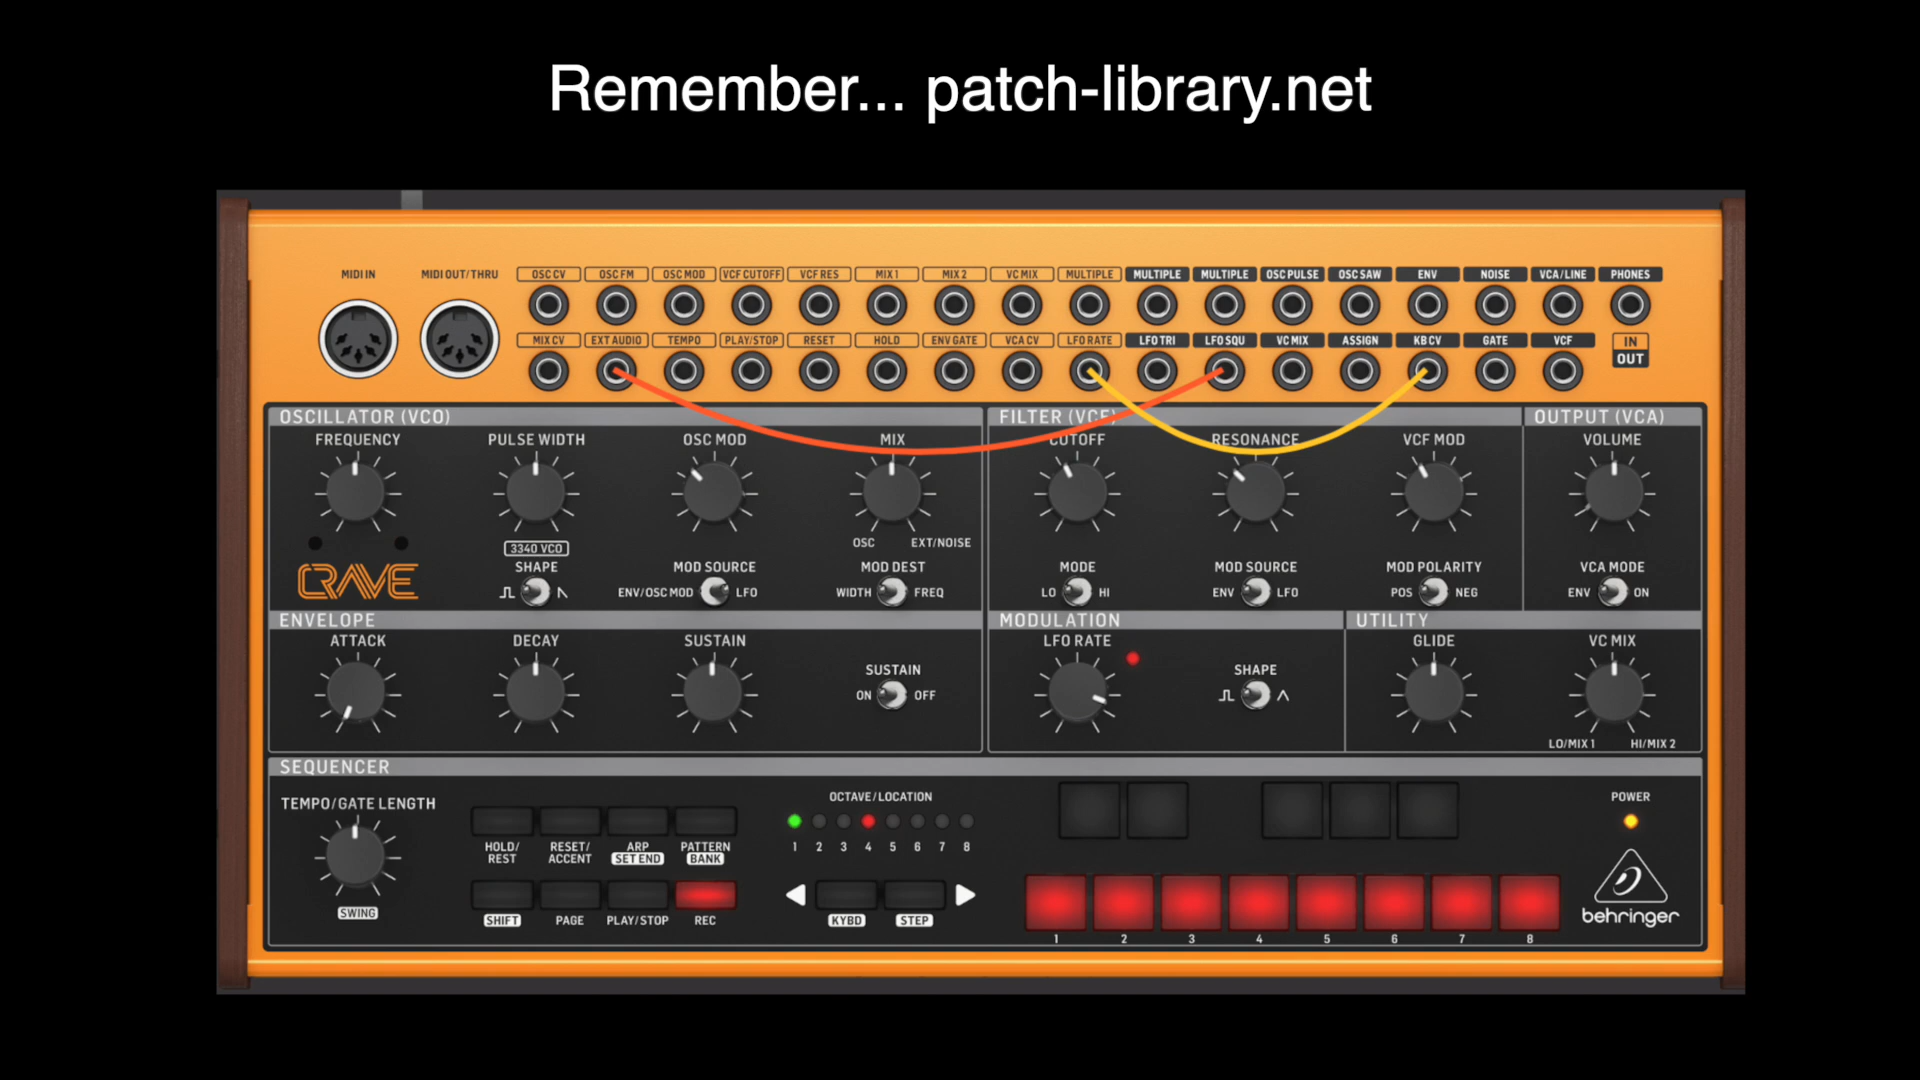 Remember... patch-library.net
MIDI IN MIDI OUT/THRU OSC CV OSC FM OSC MOD VCF CUTOFF VCF RES MIX 1 MIX 2 VC MIX MULTIPLE MULTIPLE MULTIPLE OSC PULSE OSC SAW ENV NOISE VCA/LINE PHONES
MIX CV EXT AUDIO TEMPO PLAY/STOP RESET HOLD ENV GATE VCA CV LFO RATE LFO TRI LFO SQU VC MIX ASSIGN KB CV GATE VCF IN
OUT
OSCILLATOR (VCO) FILTER (VCF) OUTPUT (VCA)
FREQUENCY PULSE WIDTH OSC MOD MIX CUTOFF RESONANCE VCF MOD VOLUME
OSC EXT/NOISE
3340 VCO
CRAVE SHAPE MOD SOURCE MOD DEST MODE MOD SOURCE MOD POLARITY VCA MODE
ENV/OSC MOD LFO WIDTH FREQ LO HI ENV LFO POS NEG ENV ON
ENVELOPE MODULATION UTILITY
ATTACK DECAY SUSTAIN LFO RATE GLIDE VC MIX
SUSTAIN SHAPE
ON OFF
LO/MIX 1 HI/MIX 2
SEQUENCER
TEMPO/GATE LENGTH OCTAVE/LOCATION POWER
HOLD/ RESET/ ARP PATTERN 1 2 3 4 5 6 7 8
REST ACCENT SET END BANK
SWING SHIFT PAGE PLAY/STOP REC KYBD STEP behringer
1 2 3 4 5 6 7 8